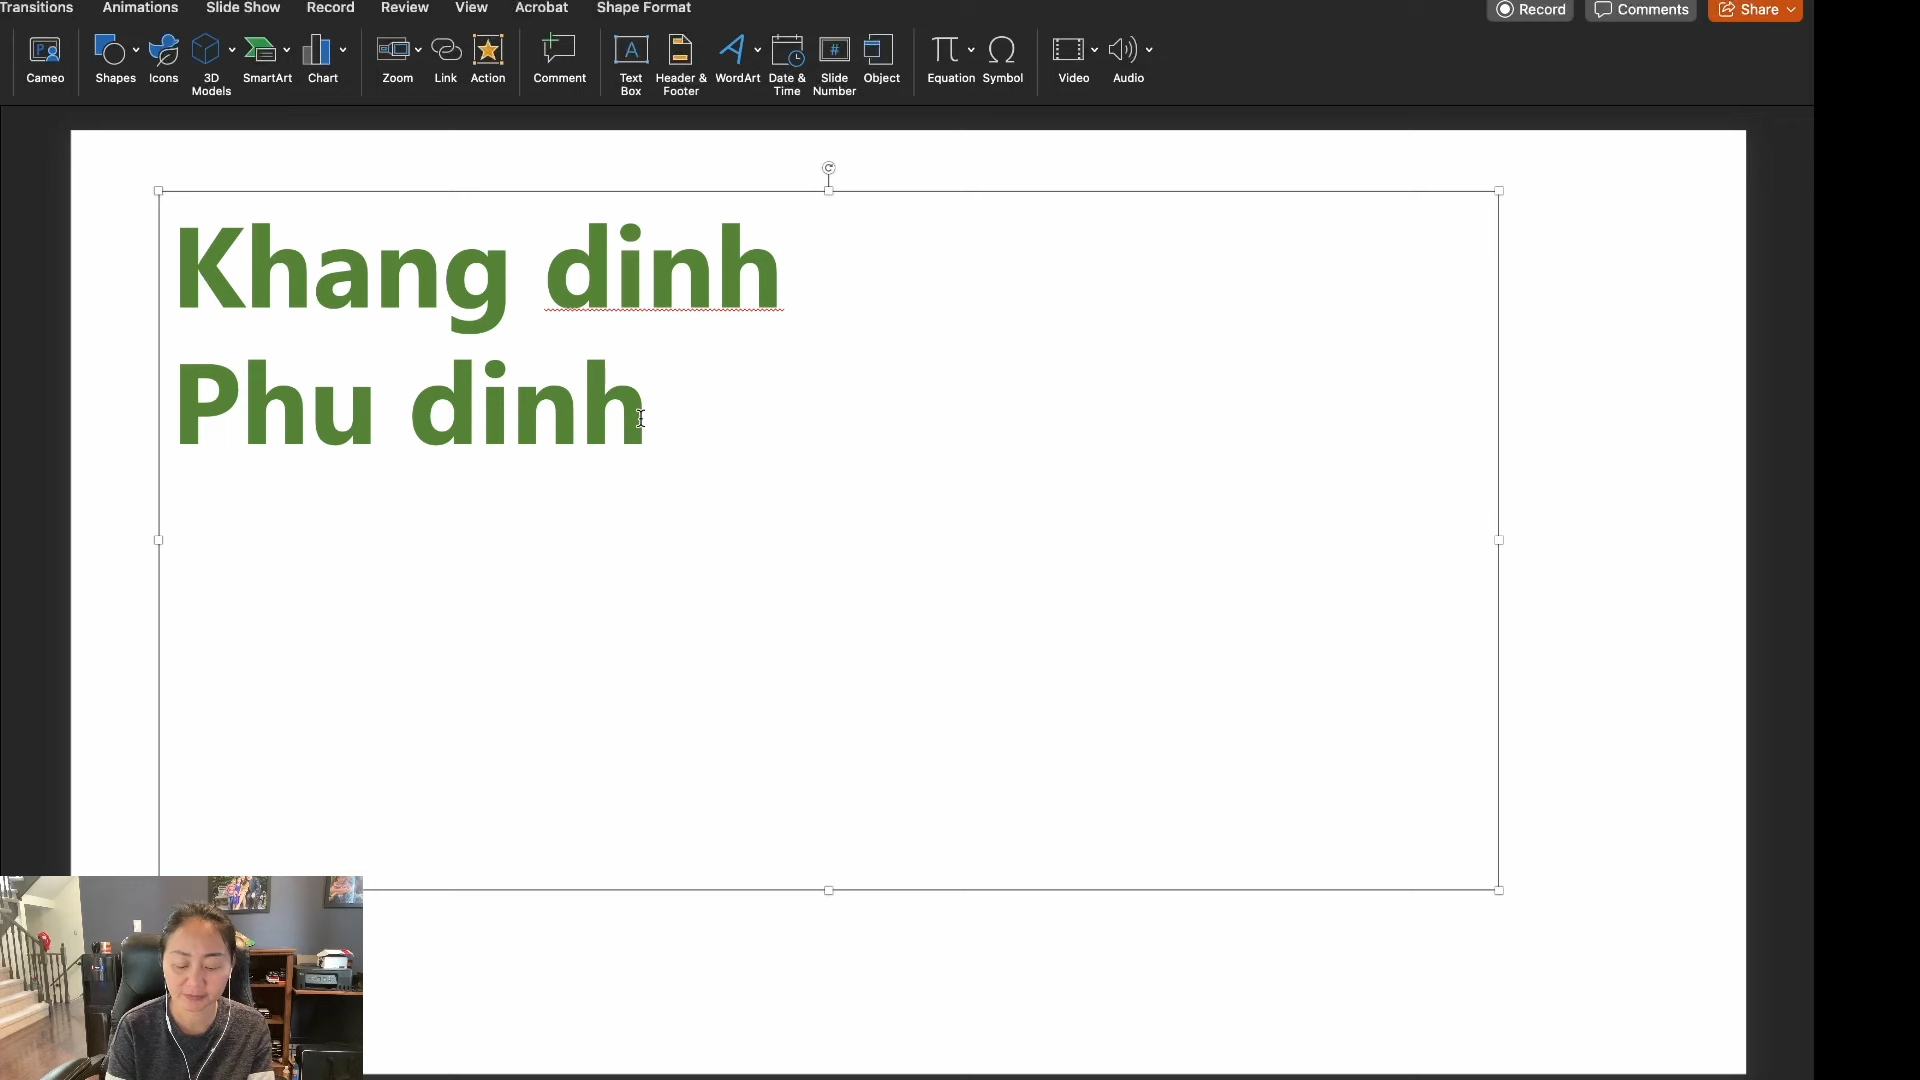 Transitions Animations Slide Show Record Review View Acrobat Shape Format Record Comments Share
Cameo Shapes Icons 3D Models SmartArt Chart Zoom Link Action Comment Text Box Header & Footer WordArt Date & Time Slide Number Object Equation Symbol Video Audio
Khang dinh
Phu dinh